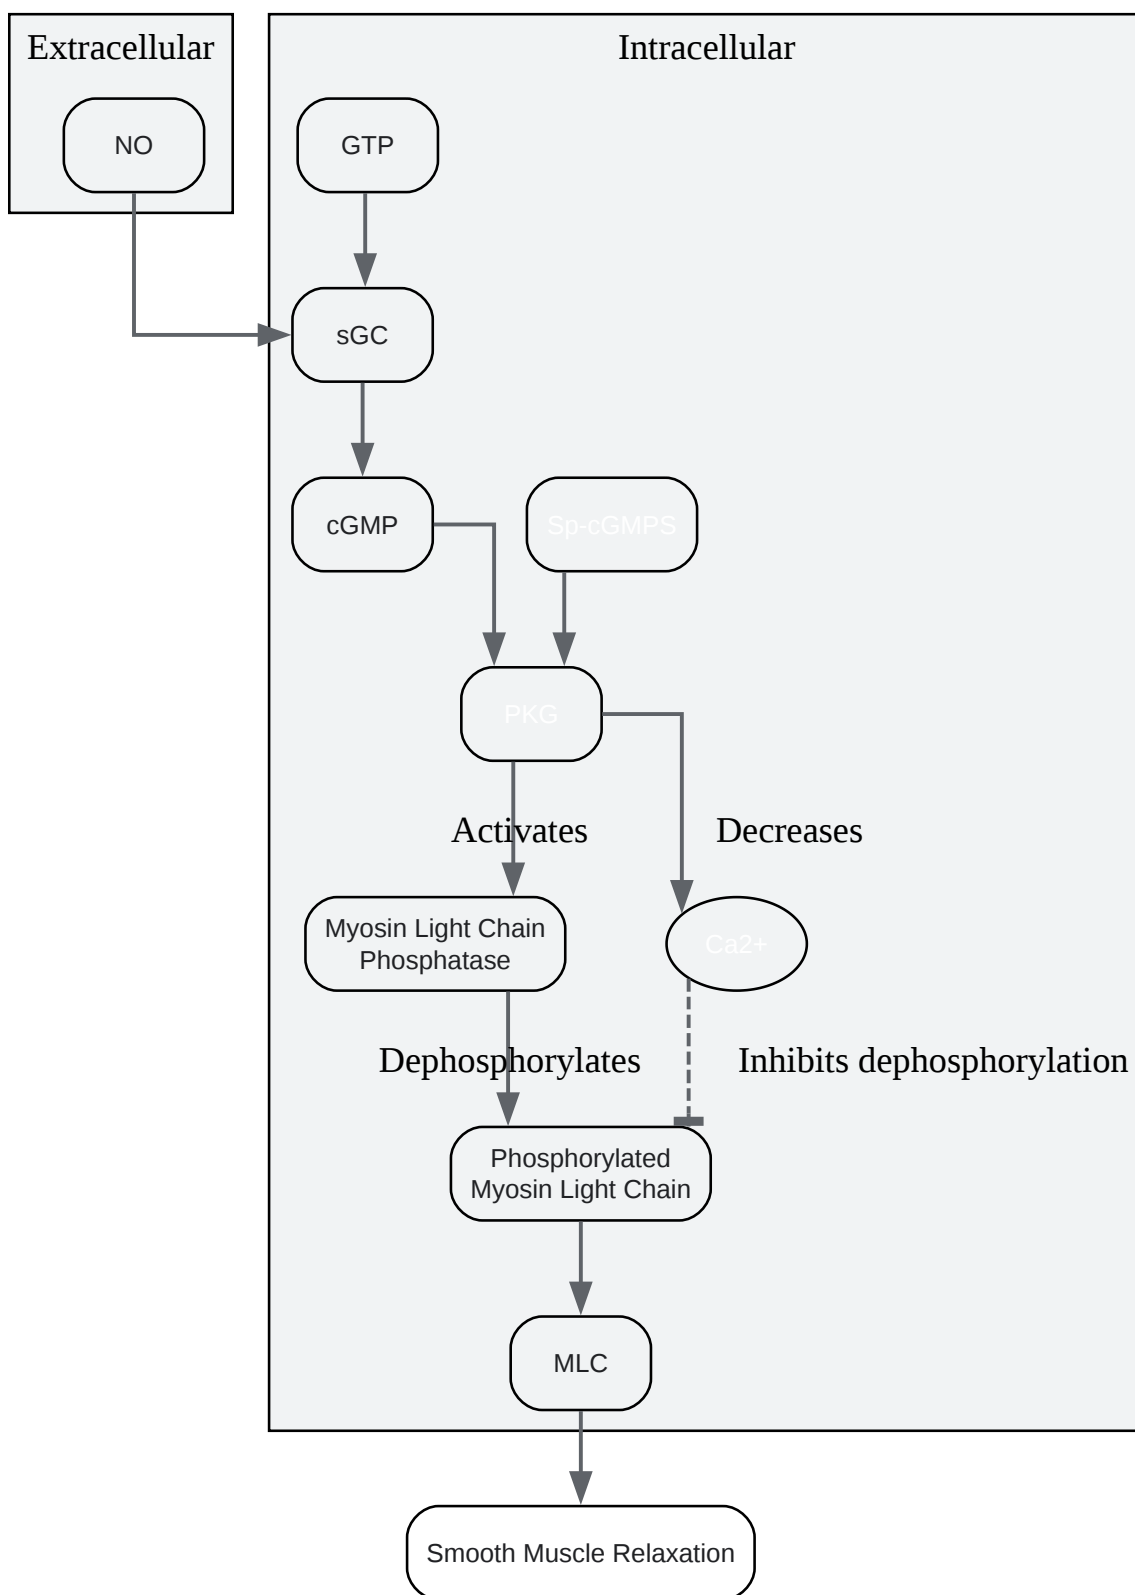 Extracellular
Intracellular
NO
GTP
sGC
cGMP
Sp-cGMPS
PKG
Activates
Decreases
Myosin Light Chain
Phosphatase
Ca2+
Dephosphorylates
Inhibits dephosphorylation
Phosphorylated
Myosin Light Chain
MLC
Smooth Muscle Relaxation